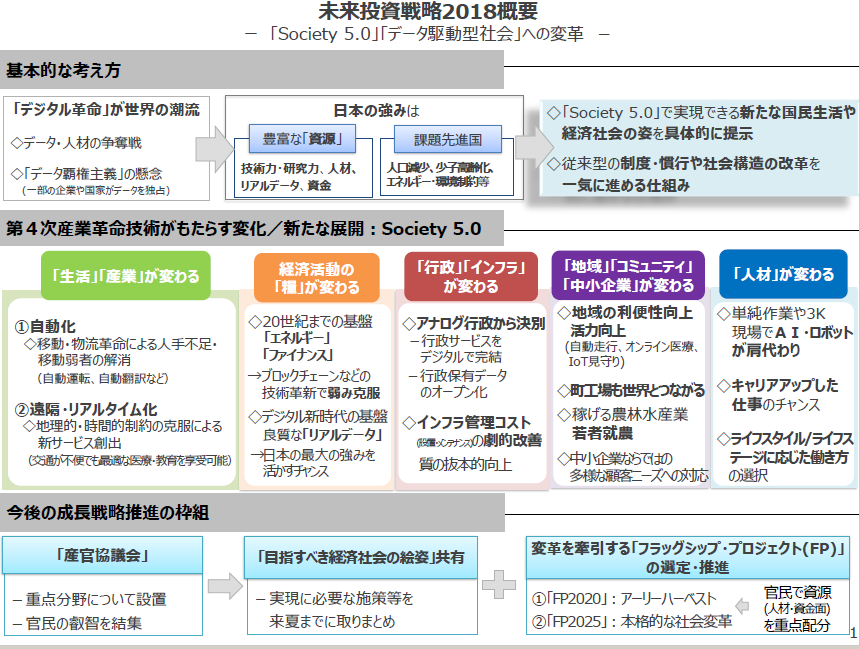 未来投資戦略2018概要
－ 「Society 5.0」「データ駆動型社会」への変革 －
基本的な考え方
「デジタル革命」が世界の潮流
◇データ・人材の争奪戦
◇「データ覇権主義」の懸念
（一部の企業や国家がデータを独占）
日本の強みは
豊富な「資源」
技術力・研究力、人材、
リアルデータ、資金
課題先進国
人口減少、少子高齢化、
エネルギー・環境制約等
◇「Society 5.0」で実現できる新たな国民生活や
経済社会の姿を具体的に提示
◇従来型の制度・慣行や社会構造の改革を
一気に進める仕組み
第４次産業革命技術がもたらす変化／新たな展開：Society 5.0
「生活」「産業」が変わる
①自動化
◇移動・物流革命による人手不足・
移動弱者の解消
（自動運転、自動翻訳など）
②遠隔・リアルタイム化
◇地理的・時間的制約の克服による
新サービス創出
（交通が不便でも最適な医療・教育を享受可能）
経済活動の
「糧」が変わる
◇20世紀までの基盤
「エネルギー」
「ファイナンス」
→ブロックチェーンなどの
技術革新で弱み克服
◇デジタル新時代の基盤
良質な「リアルデータ」
→日本の最大の強みを
活かすチャンス
「行政」「インフラ」
が変わる
◇アナログ行政から決別
－行政サービスを
デジタルで完結
－行政保有データ
のオープン化
◇インフラ管理コスト
(設置・メンテナンス)の劇的改善
質の抜本的向上
「地域」「コミュニティ」
「中小企業」が変わる
◇地域の利便性向上
活力向上
（自動走行、オンライン医療、
IoT見守り）
◇町工場も世界とつながる
◇稼げる農林水産業
若者就農
◇中小企業ならではの
多様な顧客ニーズへの対応
「人材」が変わる
◇単純作業や3K
現場でＡＩ・ロボット
が肩代わり
◇キャリアアップした
仕事のチャンス
◇ライフスタイル/ライフス
テージに応じた働き方
の選択
今後の成長戦略推進の枠組
「産官協議会」
－重点分野について設置
－官民の叡智を結集
「目指すべき経済社会の絵姿」共有
－実現に必要な施策等を
来夏までに取りまとめ
変革を牽引する「フラッグシップ・プロジェクト(FP)」
の選定・推進
①「FP2020」：アーリーハーベスト
②「FP2025」：本格的な社会変革
官民で資源
(人材・資金面)
を重点配分
1